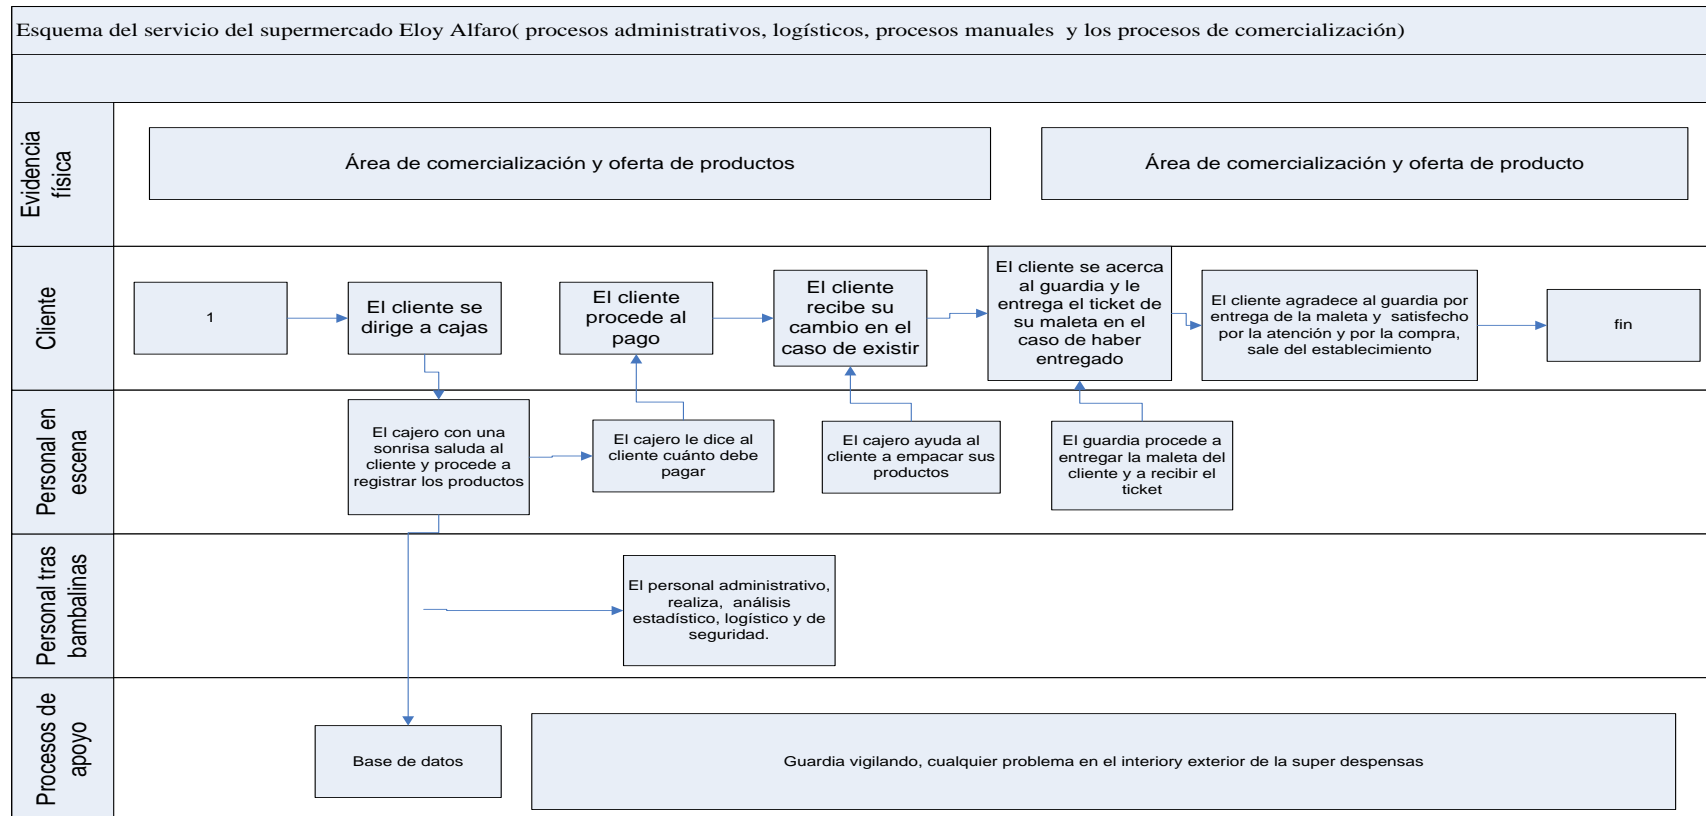 Esquema del servicio del supermercado Eloy Alfaro( procesos administrativos, logísticos, procesos manuales  y los procesos de comercialización)
Evidencia
física
Área de comercialización y oferta de productos
Área de comercialización y oferta de producto
Cliente
1
El cliente se
dirige a cajas
El cliente
procede al
pago
El cliente
recibe su
cambio en el
caso de existir
El cliente se acerca
al guardia y le
entrega el ticket de
su maleta en el
caso de haber
entregado
El cliente agradece al guardia por
entrega de la maleta y  satisfecho
por la atención y por la compra,
sale del establecimiento
fin
Personal en
escena
El cajero con una
sonrisa saluda al
cliente y procede a
registrar los productos
El cajero le dice al
cliente cuánto debe
pagar
El cajero ayuda al
cliente a empacar sus
productos
El guardia procede a
entregar la maleta del
cliente y a recibir el
ticket
Personal tras
bambalinas
El personal administrativo,
realiza,  análisis
estadístico, logístico y de
seguridad.
Procesos de
apoyo
Base de datos
Guardia vigilando, cualquier problema en el interiory exterior de la super despensas